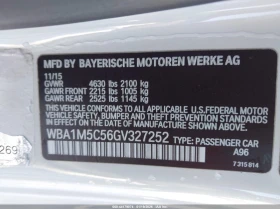 MFD BY BAYERISCHE MOTOREN WERKE AG
11/15
GVWR 4630 lbs 2100 kg
GAWR FRONT 2215 lbs 1005 kg
GAWR REAR 2525 lbs 1145 kg
THIS VEHICLE CONFORMS TO ALL APPLICABLE U.S. FEDERAL
MOTOR VEHICLE SAFETY, BUMPER, AND THEFT PREVENTION
STANDARDS IN EFFECT ON THE DATE OF MANUFACTURE
SHOWN ABOVE.
WBA1M5C56GV327252 TYPE: PASSENGER CAR
A96
7 315 814
269